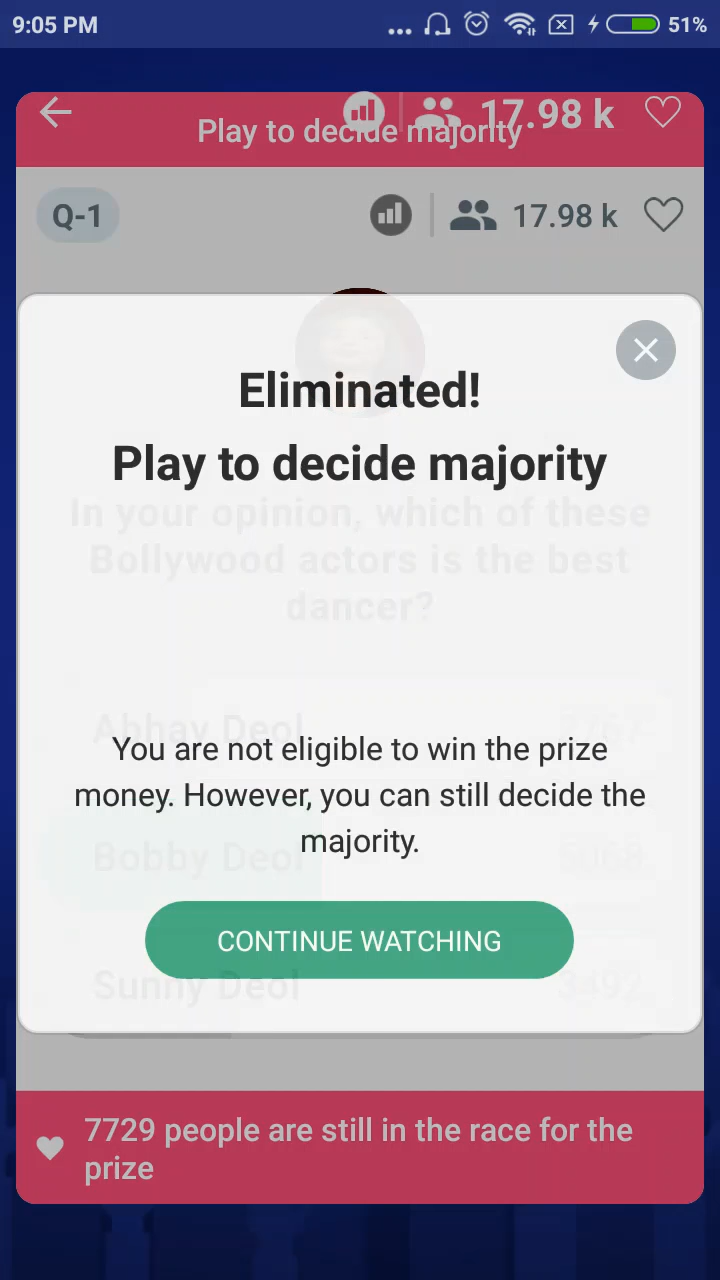 9:05 PM
51%
17.98 k
Play to decide majority
Q-1
17.98 k
Eliminated!
Play to decide majority
In your opinion, which of these
Bollywood actors is the best
dancer?
Abhay Deol
You are not eligible to win the prize
money. However, you can still decide the
majority.
Bobby Deol 5068
CONTINUE WATCHING
Sunny Deol 3492
7729 people are still in the race for the
prize